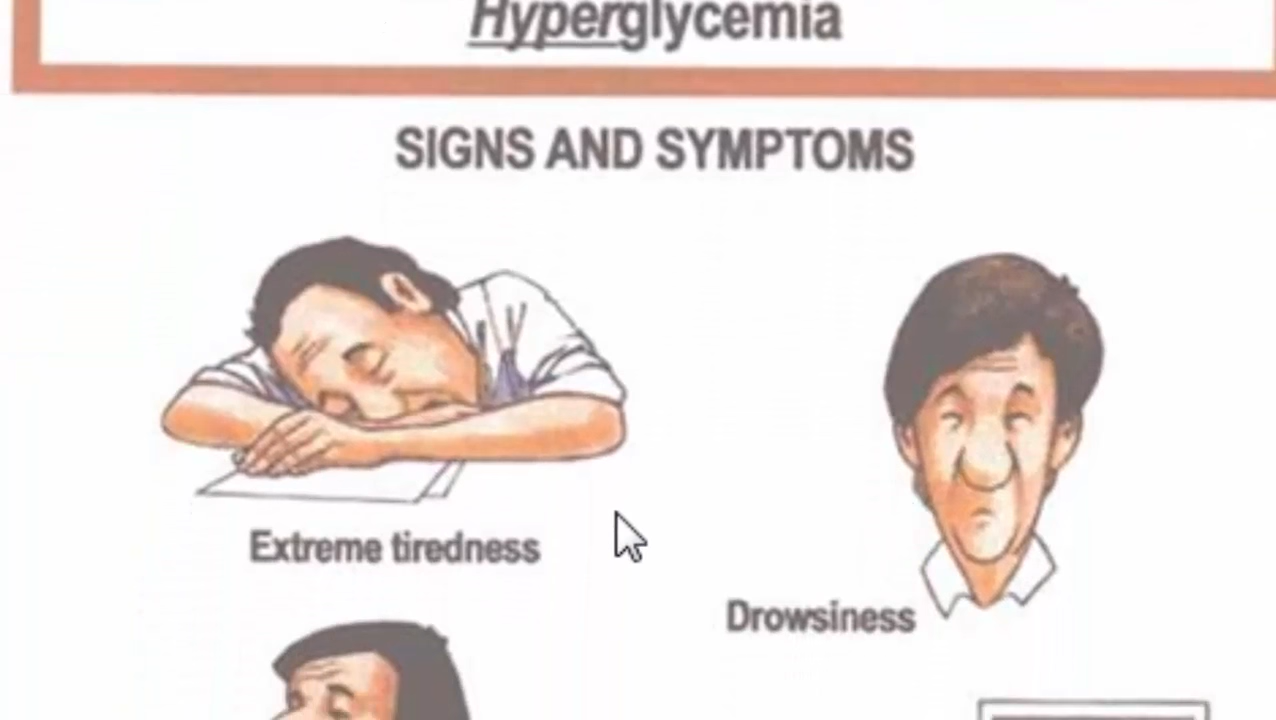 Hyperglycemia
SIGNS AND SYMPTOMS
Extreme tiredness
Drowsiness